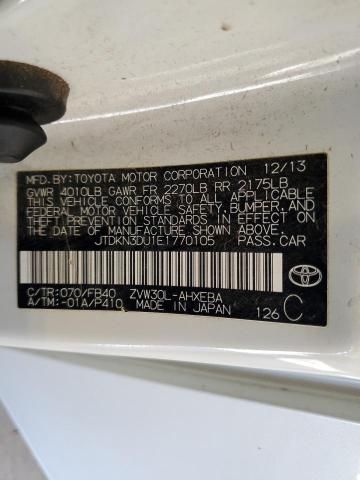 MFD. BY: TOYOTA MOTOR CORPORATION 12/13
GVWR 4010LB GAWR FR 2270LB RR 2175LB
THIS VEHICLE CONFORMS TO ALL APPLICABLE
FEDERAL MOTOR VEHICLE SAFETY, BUMPER,
AND THEFT PREVENTION STANDARDS IN EFFECT
ON THE DATE OF MANUFACTURE SHOWN ABOVE.
JTDKN3DU1E1770105 PASS.CAR
C/TR:070/FB40 ZVW30L-AHXEBA
A/TM:-01A/P410 MADE IN JAPAN 126 C